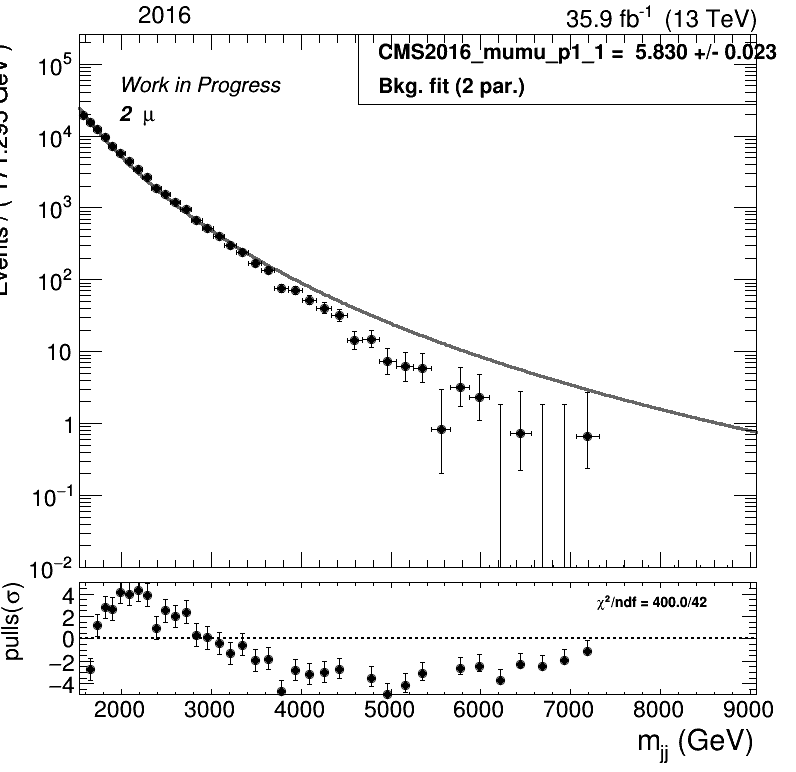 2016
35.9 fb⁻¹ (13 TeV)
CMS2016_mumu_p1_1 = 5.830 +/- 0.023
Bkg. fit (2 par.)
Work in Progress
2 μ
10⁵
10⁴
10³
10²
10
1
10⁻¹
10⁻²
χ²/ndf = 400.0/42
pulls(σ)
4
2
0
−2
−4
2000 3000 4000 5000 6000 7000 8000 9000
m_jj (GeV)